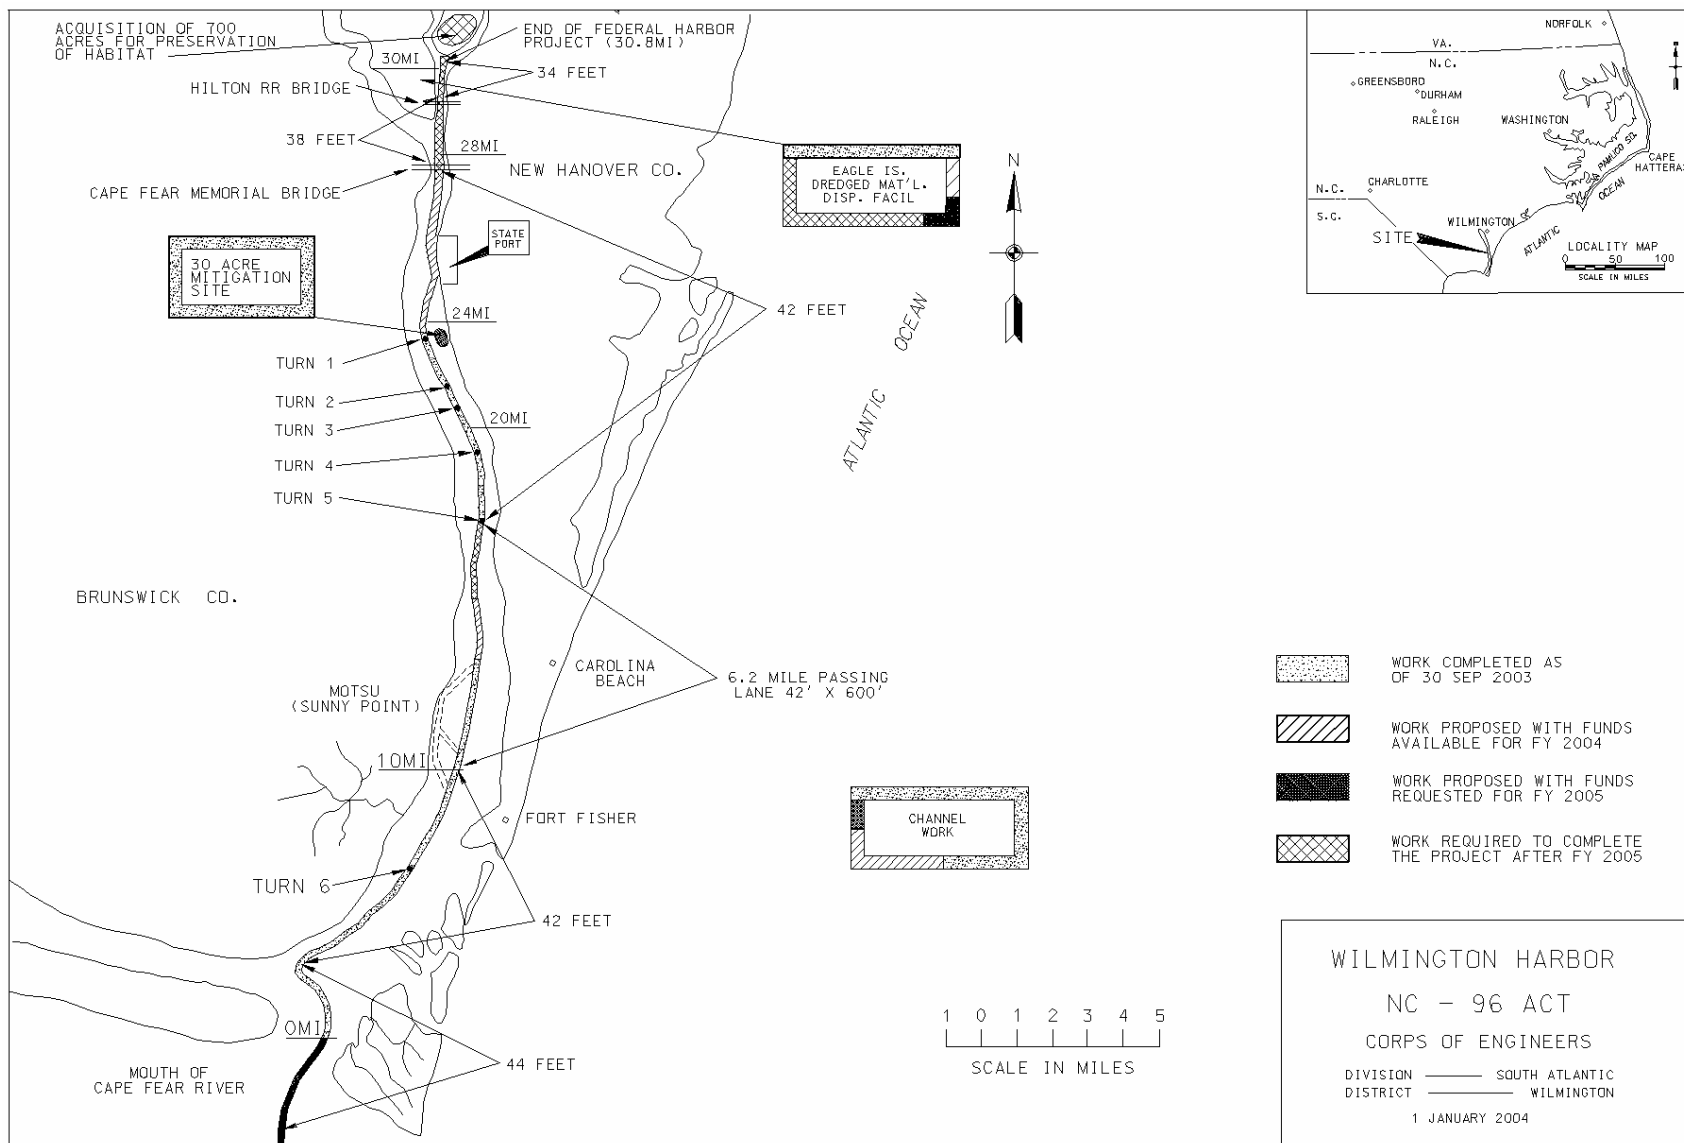 ACQUISITION OF 700
ACRES FOR PRESERVATION
OF HABITAT
30MI
END OF FEDERAL HARBOR
PROJECT (30.8MI)
34 FEET
HILTON RR BRIDGE
38 FEET
28MI
NEW HANOVER CO.
CAPE FEAR MEMORIAL BRIDGE
EAGLE IS.
DREDGED MAT'L.
DISP. FACIL
N
STATE
PORT
30 ACRE
MITIGATION
SITE
24MI
42 FEET
ATLANTIC OCEAN
TURN 1
TURN 2
TURN 3
20MI
TURN 4
TURN 5
BRUNSWICK CO.
CAROLINA
BEACH
6.2 MILE PASSING
LANE 42' X 600'
MOTSU
(SUNNY POINT)
10MI
FORT FISHER
CHANNEL
WORK
TURN 6
42 FEET
0MI
44 FEET
MOUTH OF
CAPE FEAR RIVER
1 0 1 2 3 4 5
SCALE IN MILES
NORFOLK
VA.
N.C.
GREENSBORO
DURHAM
RALEIGH
WASHINGTON
PAMLICO SD.
CAPE
HATTERAS
N.C.
CHARLOTTE
S.C.
WILMINGTON
SITE
ATLANTIC OCEAN
LOCALITY MAP
0 50 100
SCALE IN MILES
WORK COMPLETED AS
OF 30 SEP 2003
WORK PROPOSED WITH FUNDS
AVAILABLE FOR FY 2004
WORK PROPOSED WITH FUNDS
REQUESTED FOR FY 2005
WORK REQUIRED TO COMPLETE
THE PROJECT AFTER FY 2005
WILMINGTON HARBOR
NC - 96 ACT
CORPS OF ENGINEERS
DIVISION SOUTH ATLANTIC
DISTRICT WILMINGTON
1 JANUARY 2004